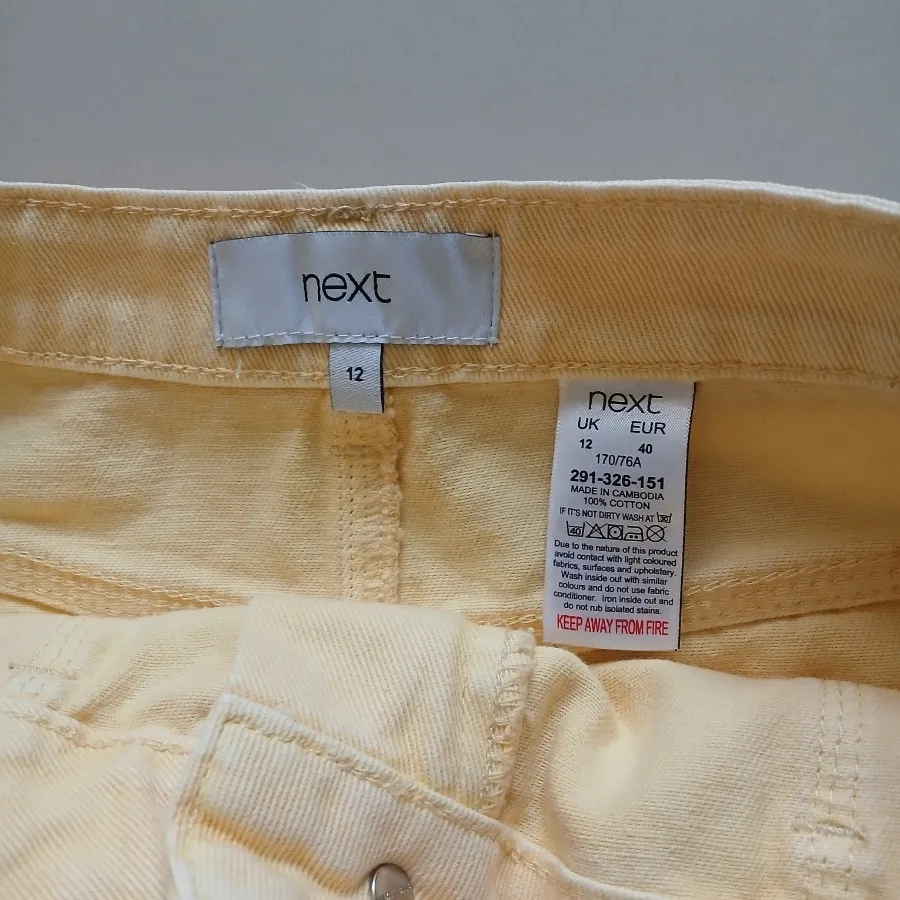 next
12
next
UK EUR
12 40
170/76A
291-326-151
MADE IN CAMBODIA
100% COTTON
IF IT'S NOT DIRTY WASH AT 30
40
Due to the nature of this product
avoid contact with light coloured
fabrics, surfaces and upholstery.
Wash inside out with similar
colours and do not use fabric
conditioner. Iron inside out and
do not rub isolated stains.
KEEP AWAY FROM FIRE